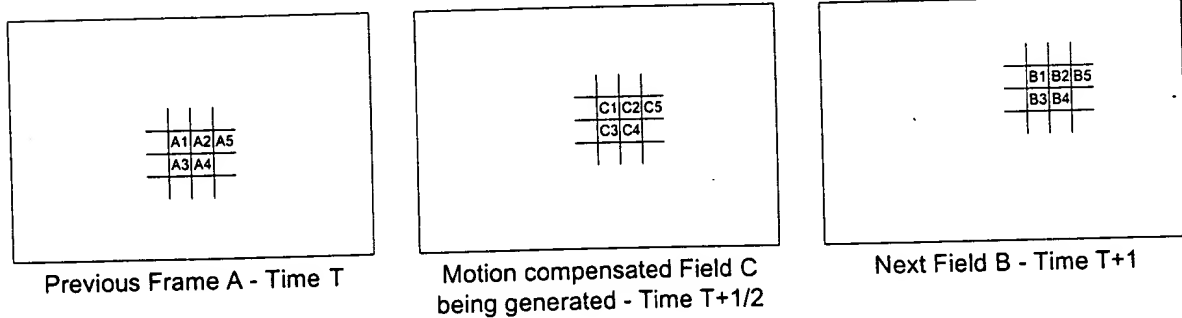 A1 A2 A5
A3 A4
Previous Frame A - Time T
C1 C2 C5
C3 C4
Motion compensated Field C
being generated - Time T+1/2
B1 B2 B5
B3 B4
Next Field B - Time T+1